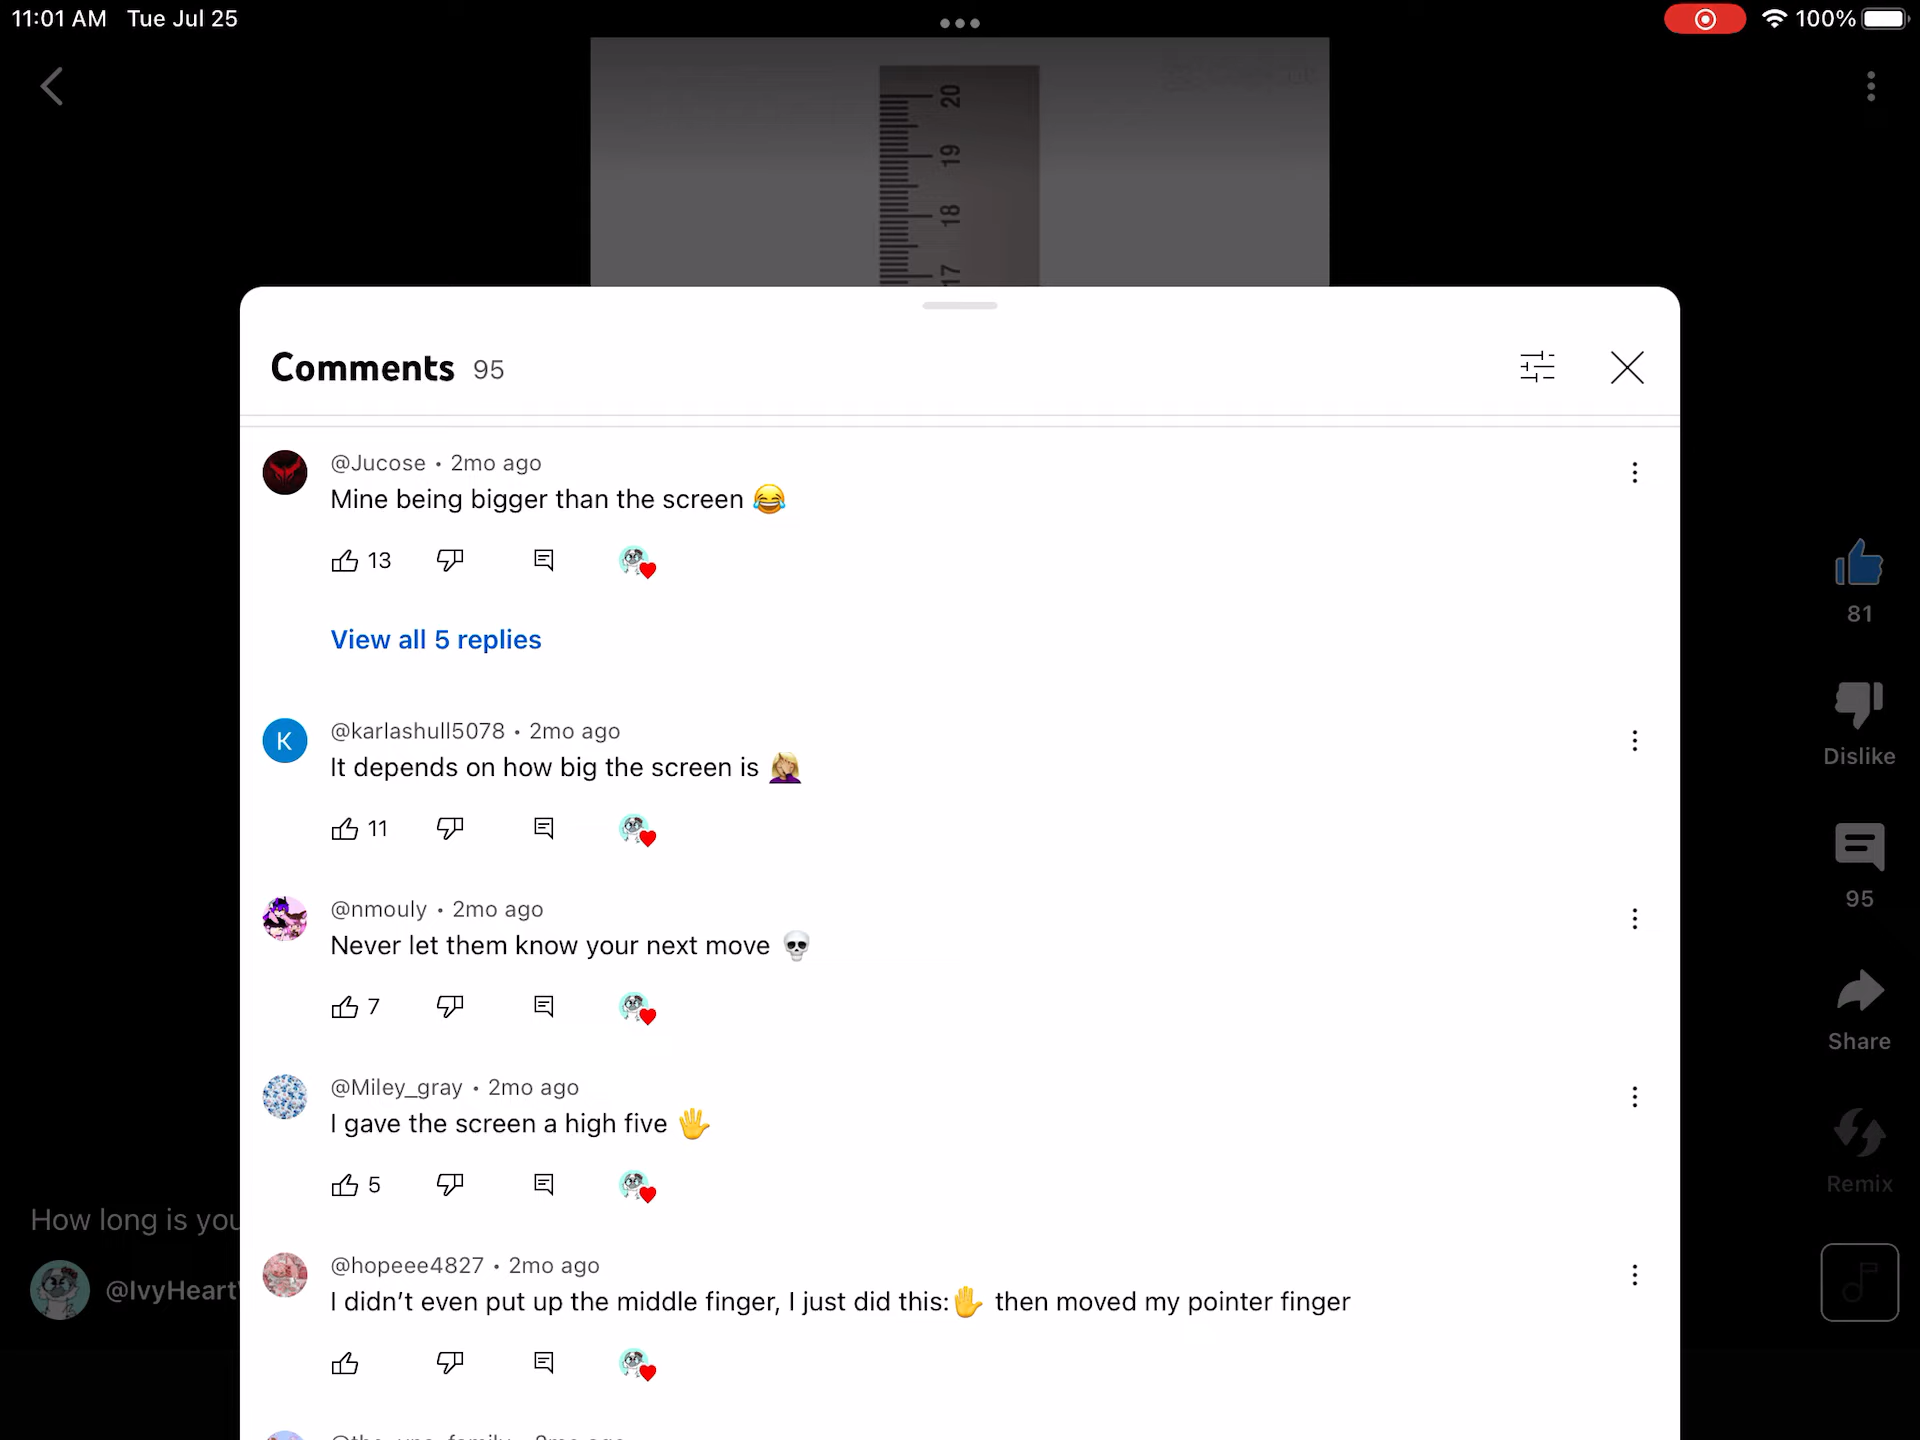 11:01 AM Tue Jul 25
100%
20
19
18
17
Comments 95
@Jucose • 2mo ago
Mine being bigger than the screen 😂
13
View all 5 replies
K
@karlashull5078 • 2mo ago
It depends on how big the screen is 🤦🏼‍♀️
11
@nmouly • 2mo ago
Never let them know your next move 💀
7
@Miley_gray • 2mo ago
I gave the screen a high five 🖐️
5
@hopeee4827 • 2mo ago
I didn’t even put up the middle finger, I just did this:✋ then moved my pointer finger
81
Dislike
95
Share
Remix
How long is you
@IvyHeart